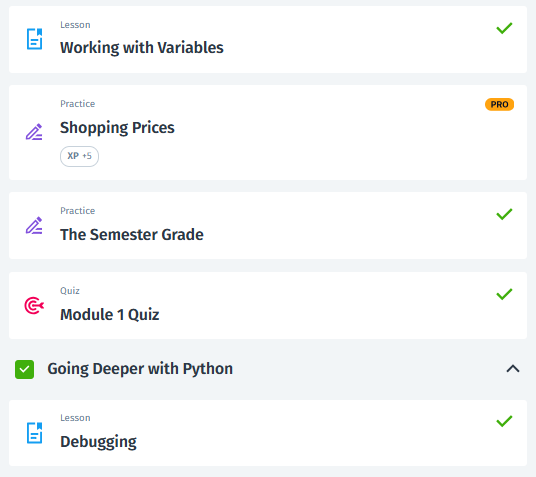 Lesson
Working with Variables
Practice
PRO
Shopping Prices
XP +5
Practice
The Semester Grade
Quiz
Module 1 Quiz
Going Deeper with Python
Lesson
Debugging